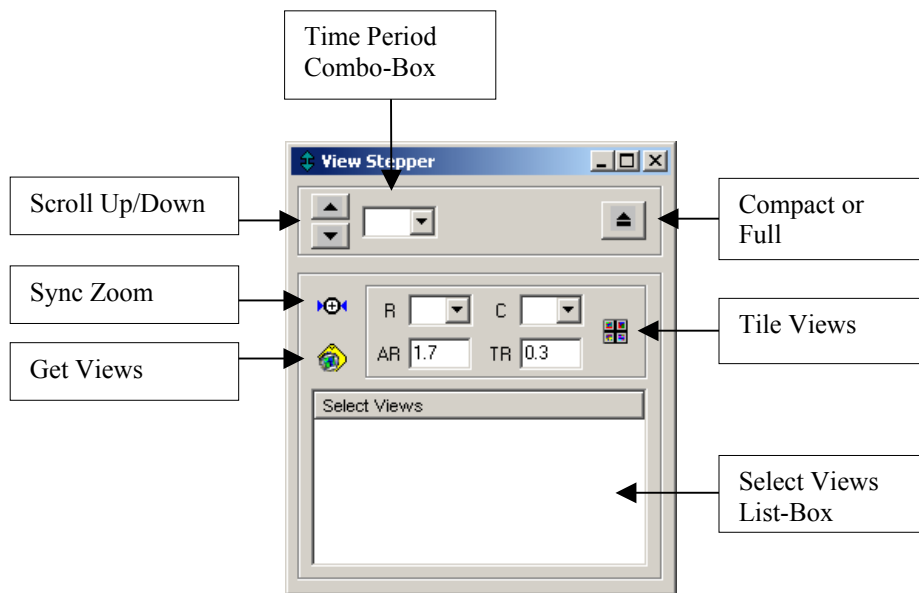 Time Period
Combo-Box
View Stepper
Scroll Up/Down
Compact or
Full
Sync Zoom
R
C
Tile Views
Get Views
AR 1.7
TR 0.3
Select Views
Select Views
List-Box